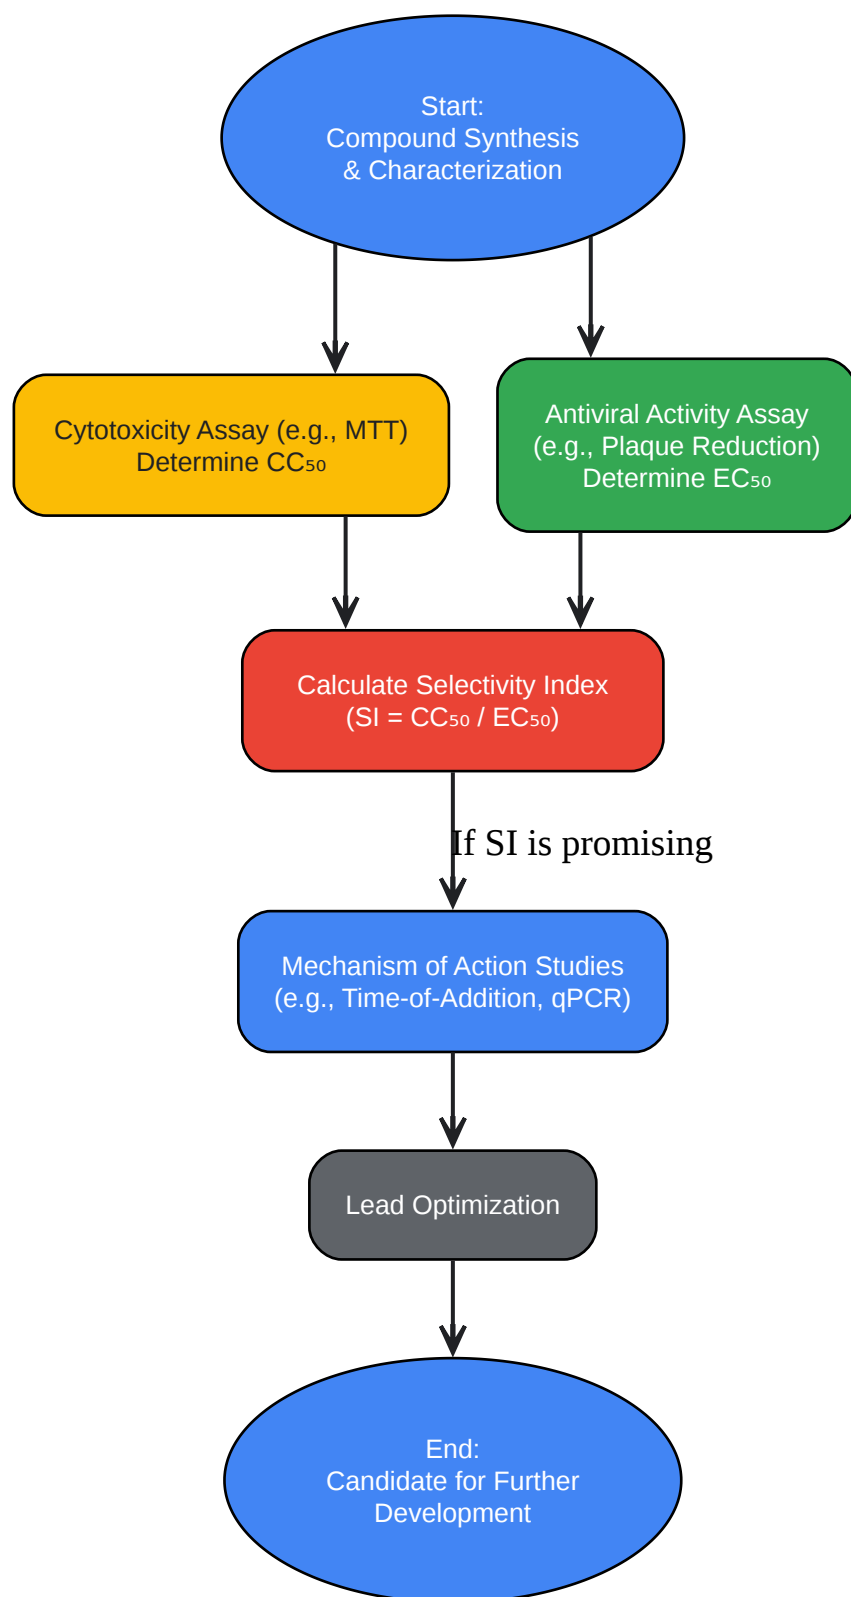 Start:
Compound Synthesis
& Characterization
Cytotoxicity Assay (e.g., MTT)
Determine CC₅₀
Antiviral Activity Assay
(e.g., Plaque Reduction)
Determine EC₅₀
Calculate Selectivity Index
(SI = CC₅₀ / EC₅₀)
If SI is promising
Mechanism of Action Studies
(e.g., Time-of-Addition, qPCR)
Lead Optimization
End:
Candidate for Further
Development